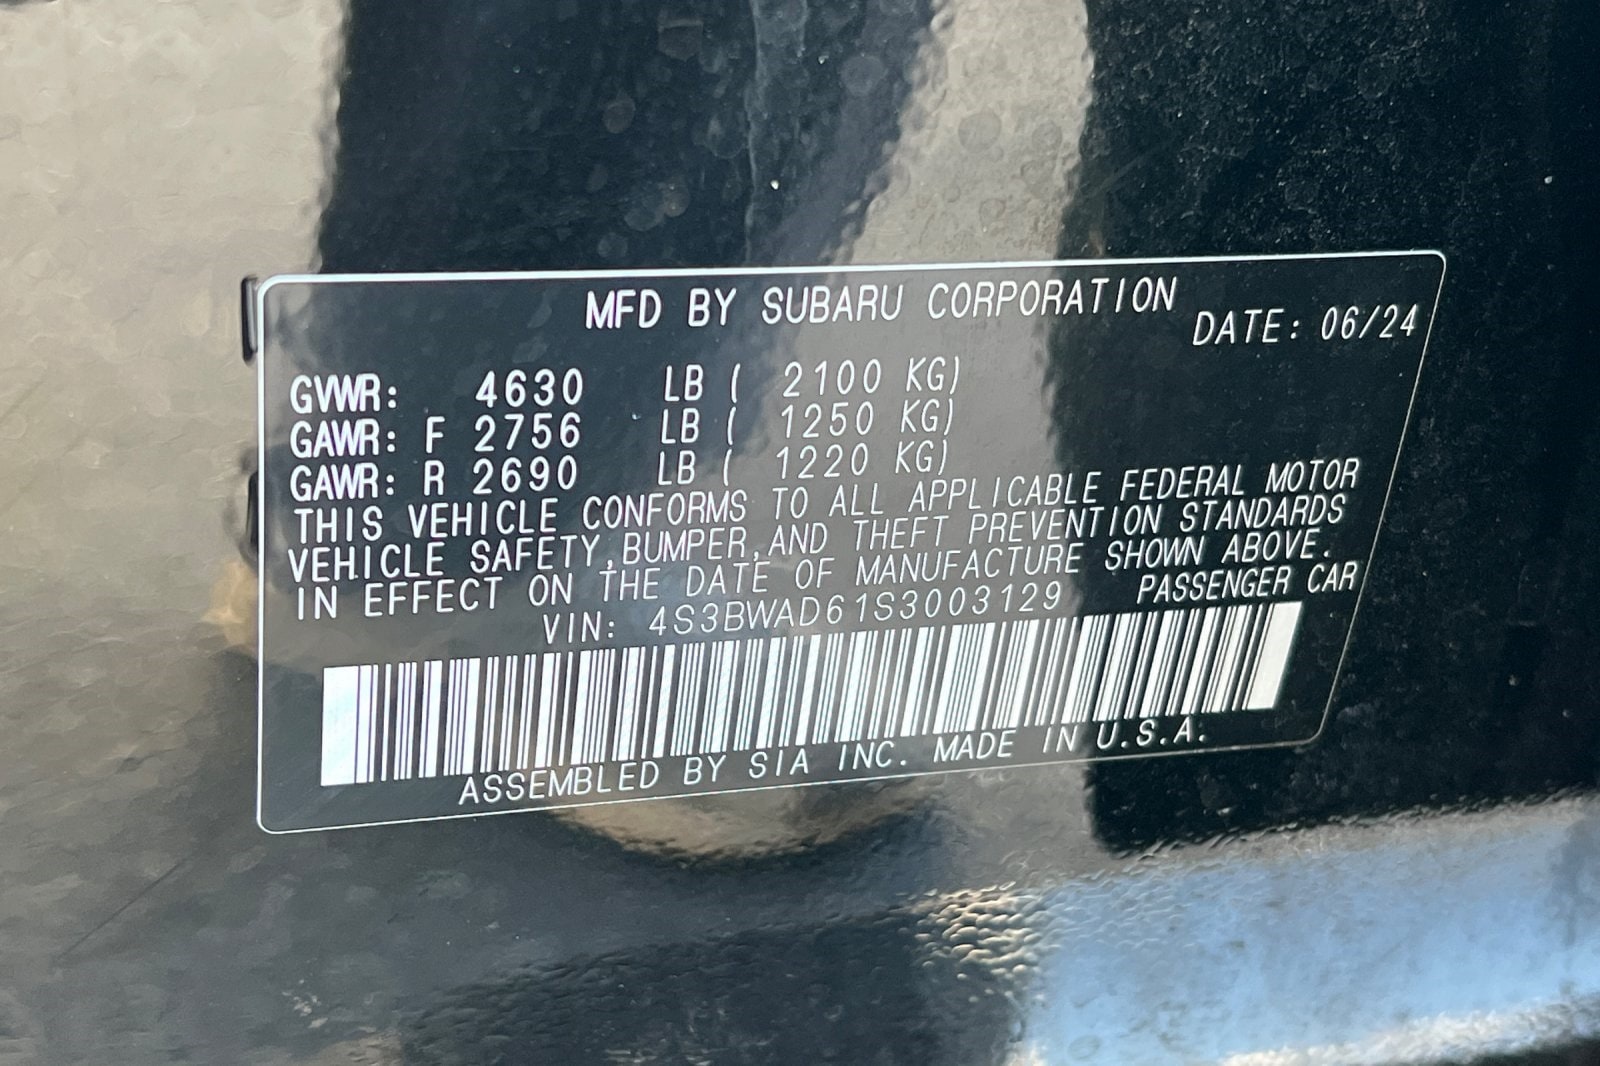 MFD BY SUBARU CORPORATION
DATE: 06/24
GVWR: 4630 LB ( 2100 KG)
GAWR: F 2756 LB ( 1250 KG)
GAWR: R 2690 LB ( 1220 KG)
THIS VEHICLE CONFORMS TO ALL APPLICABLE FEDERAL MOTOR
VEHICLE SAFETY,BUMPER,AND THEFT PREVENTION STANDARDS
IN EFFECT ON THE DATE OF MANUFACTURE SHOWN ABOVE.
VIN: 4S3BWAD61S3003129 PASSENGER CAR
ASSEMBLED BY SIA INC. MADE IN U.S.A.